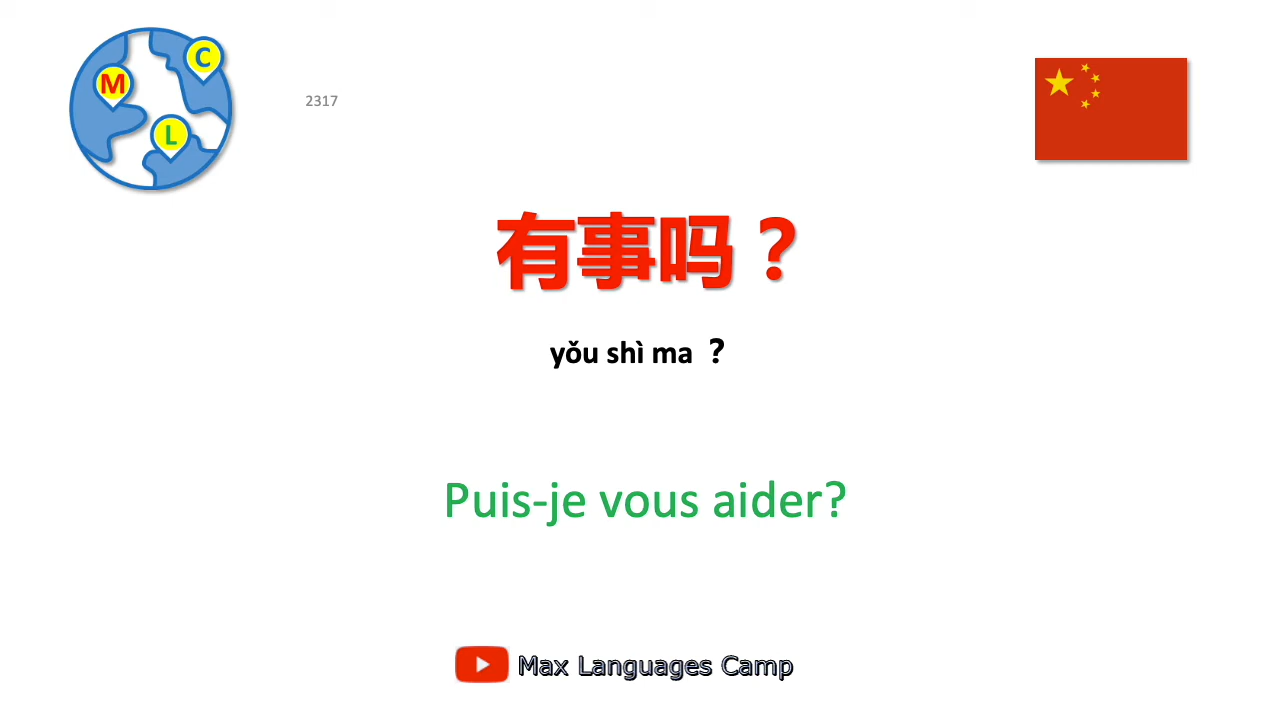 C
M
L
2317
有事吗？
yǒu shì ma ？
Puis-je vous aider?
Max Languages Camp